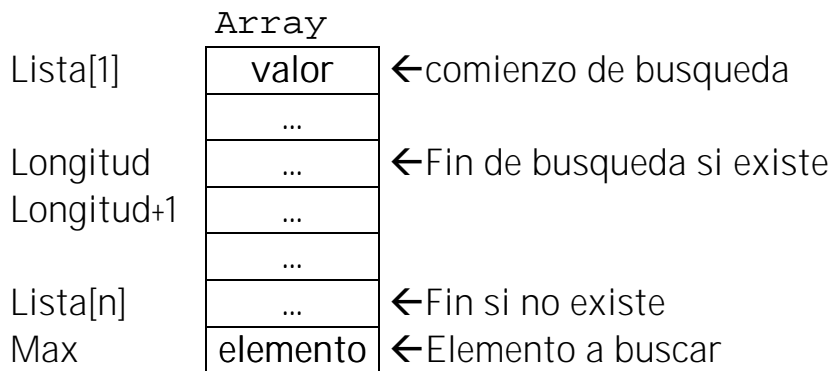 Array
Lista[1] valor ←comienzo de busqueda
...
Longitud ... ←Fin de busqueda si existe
Longitud+1 ...
...
Lista[n] ... ←Fin si no existe
Max elemento ←Elemento a buscar